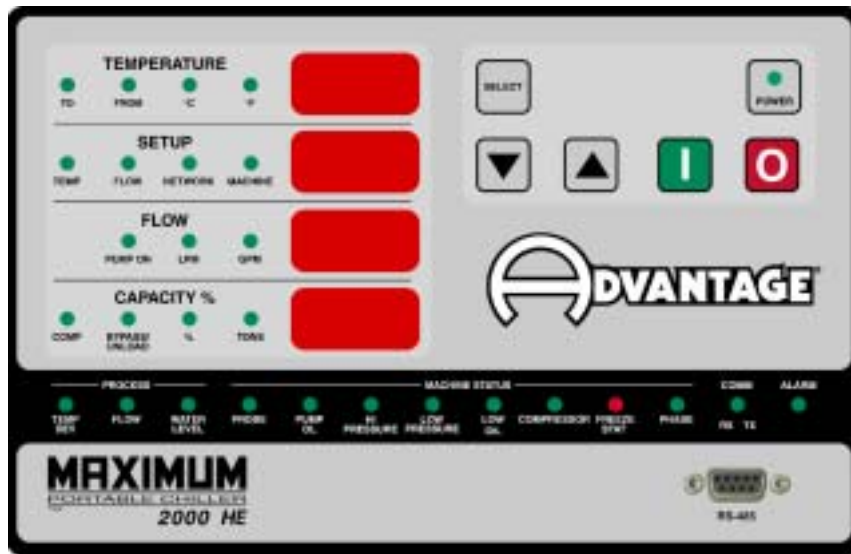 TEMPERATURE
TO FROM °C °F
SETUP
TEMP FLOW NETWORK MACHINE
FLOW
PUMP ON LPM GPM
CAPACITY %
COMP BYPASS/ % TONS
UNLOAD
SELECT
POWER
I O
ADVANTAGE
PROCESS MACHINE STATUS COMM ALARM
TEMP FLOW WATER PROBE PUMP HI LOW LOW COMPRESSOR FREEZE PHASE RX TX
DEV LEVEL OL PRESSURE PRESSURE STAT
MAXIMUM
PORTABLE CHILLER
2000 HE
RS-485